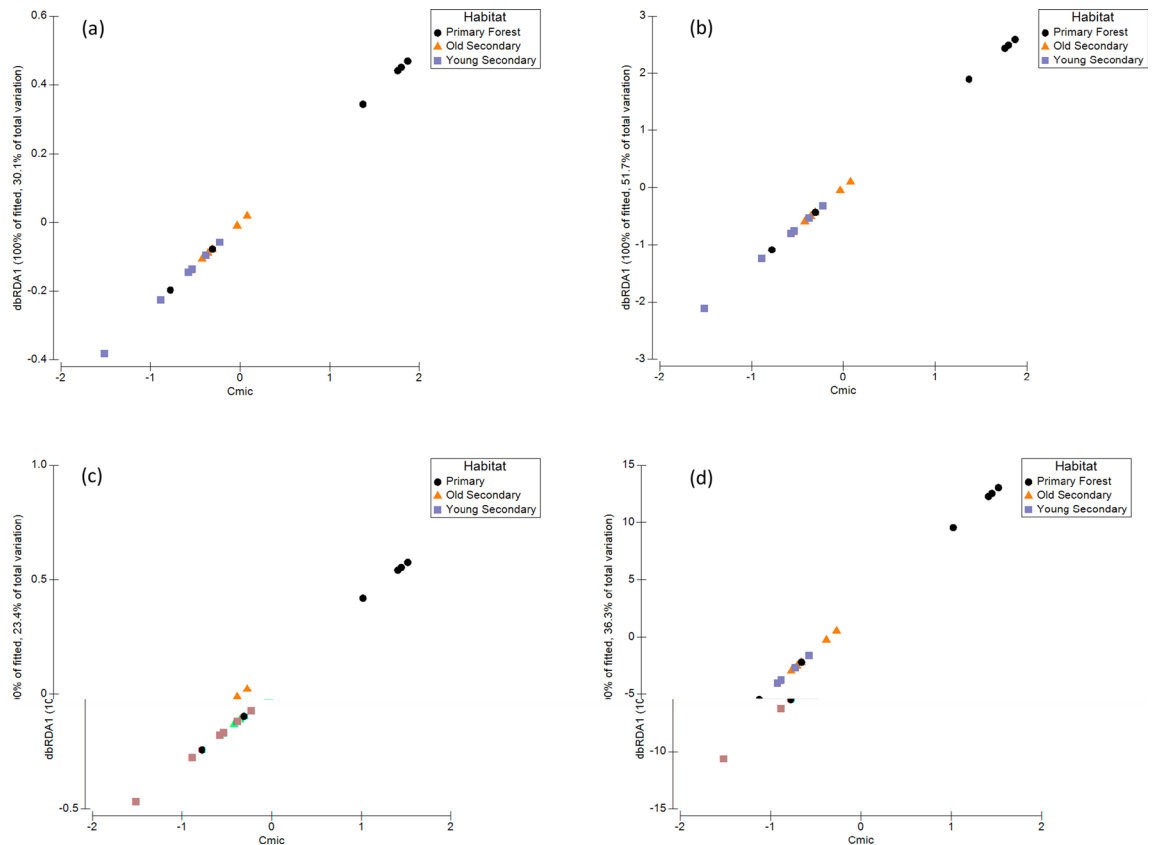 (a)
Habitat
Primary Forest
Old Secondary
Young Secondary
dbRDA1 (100% of fitted, 30.1% of total variation)
0.6
0.4
0.2
0
-0.2
-0.4
-2 -1 0 1 2
Cmic
(b)
Habitat
Primary Forest
Old Secondary
Young Secondary
dbRDA1 (100% of fitted, 51.7% of total variation)
3
2
1
0
-1
-2
-3
-2 -1 0 1 2
Cmic
(c)
Habitat
Primary
Old Secondary
Young Secondary
dbRDA1 (10 0% of fitted, 23.4% of total variation)
1.0
0.5
0
-0.5
-2 -1 0 1 2
Cmic
(d)
Habitat
Primary Forest
Old Secondary
Young Secondary
dbRDA1 (10 0% of fitted, 36.3% of total variation)
15
10
5
0
-5
-10
-15
-2 -1 0 1 2
Cmic